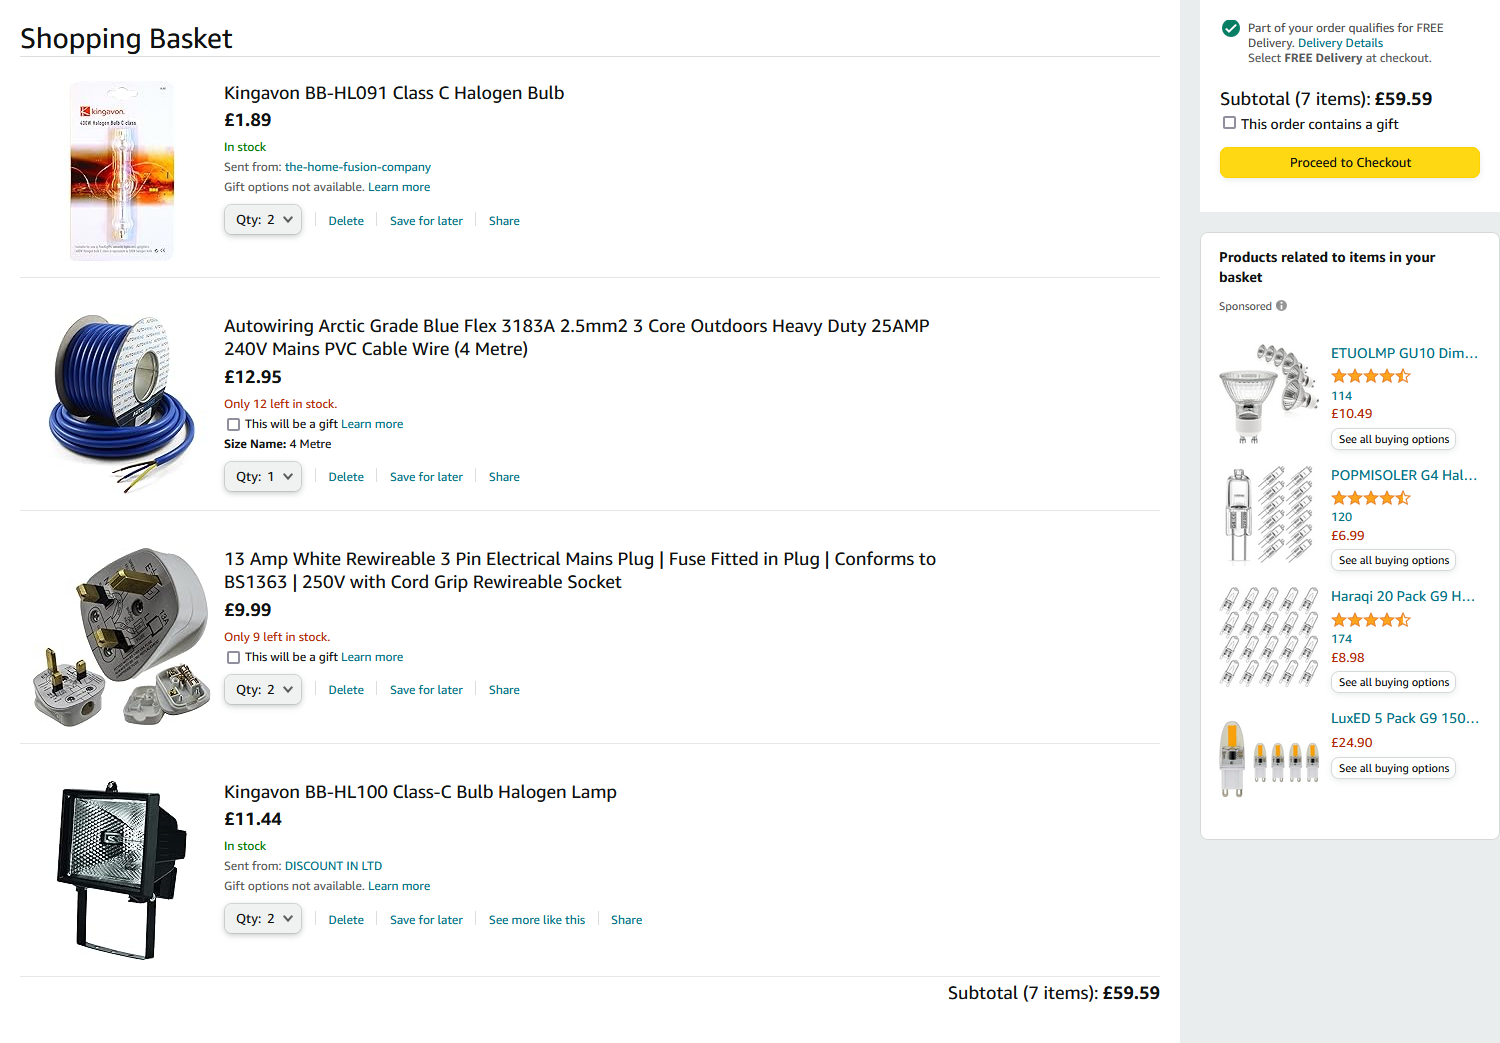 Shopping Basket
Kingavon BB-HL091 Class C Halogen Bulb
£1.89
In stock
Sent from: the-home-fusion-company
Gift options not available. Learn more
Qty: 2
Delete
Save for later
Share
kingavon.
400W Halogen Bulb C class
Autowiring Arctic Grade Blue Flex 3183A 2.5mm2 3 Core Outdoors Heavy Duty 25AMP
240V Mains PVC Cable Wire (4 Metre)
£12.95
Only 12 left in stock.
This will be a gift Learn more
Size Name: 4 Metre
Qty: 1
Delete
Save for later
Share
13 Amp White Rewireable 3 Pin Electrical Mains Plug | Fuse Fitted in Plug | Conforms to
BS1363 | 250V with Cord Grip Rewireable Socket
£9.99
Only 9 left in stock.
This will be a gift Learn more
Qty: 2
Delete
Save for later
Share
Kingavon BB-HL100 Class-C Bulb Halogen Lamp
£11.44
In stock
Sent from: DISCOUNT IN LTD
Gift options not available. Learn more
Qty: 2
Delete
Save for later
See more like this
Share
Subtotal (7 items): £59.59
Part of your order qualifies for FREE
Delivery. Delivery Details
Select FREE Delivery at checkout.
Subtotal (7 items): £59.59
This order contains a gift
Proceed to Checkout
Products related to items in your
basket
Sponsored
ETUOLMP GU10 Dim...
114
£10.49
See all buying options
POPMISOLER G4 Hal...
120
£6.99
See all buying options
Haraqi 20 Pack G9 H...
174
£8.98
See all buying options
LuxED 5 Pack G9 150...
£24.90
See all buying options